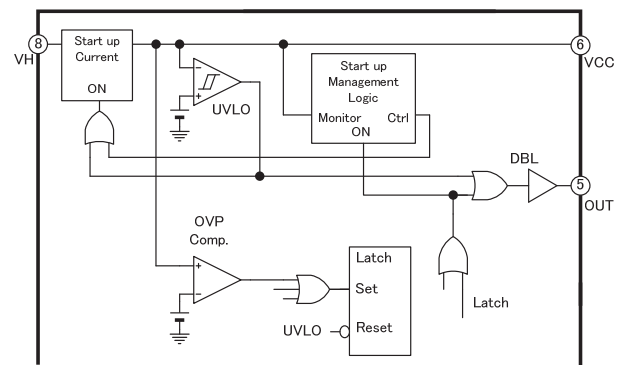 8
Start up
Current
ON
VH
6
VCC
-
+
UVLO
Start up
Management
Logic
Monitor Ctrl
ON
DBL
5
OUT
OVP
Comp.
+
-
Latch
Set
Reset
UVLO
Latch